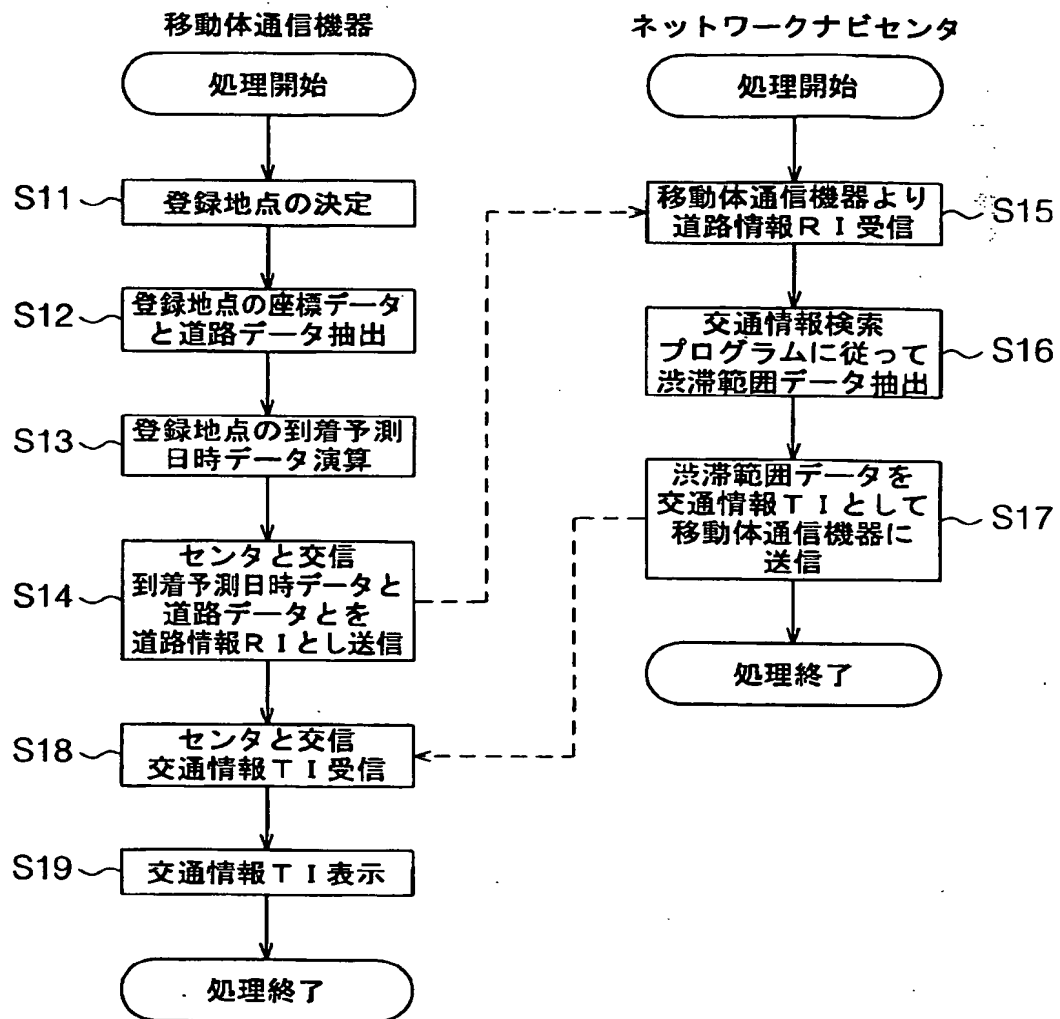 移動体通信機器
処理開始
S11
登録地点の決定
S12
登録地点の座標データ
と道路データ抽出
S13
登録地点の到着予測
日時データ演算
S14
センタと交信
到着予測日時データと
道路データとを
道路情報RIとし送信
S18
センタと交信
交通情報TI受信
S19
交通情報TI表示
処理終了
ネットワークナビセンタ
処理開始
移動体通信機器より
道路情報RI受信
S15
交通情報検索
プログラムに従って
渋滞範囲データ抽出
S16
渋滞範囲データを
交通情報TIとして
移動体通信機器に
送信
S17
処理終了